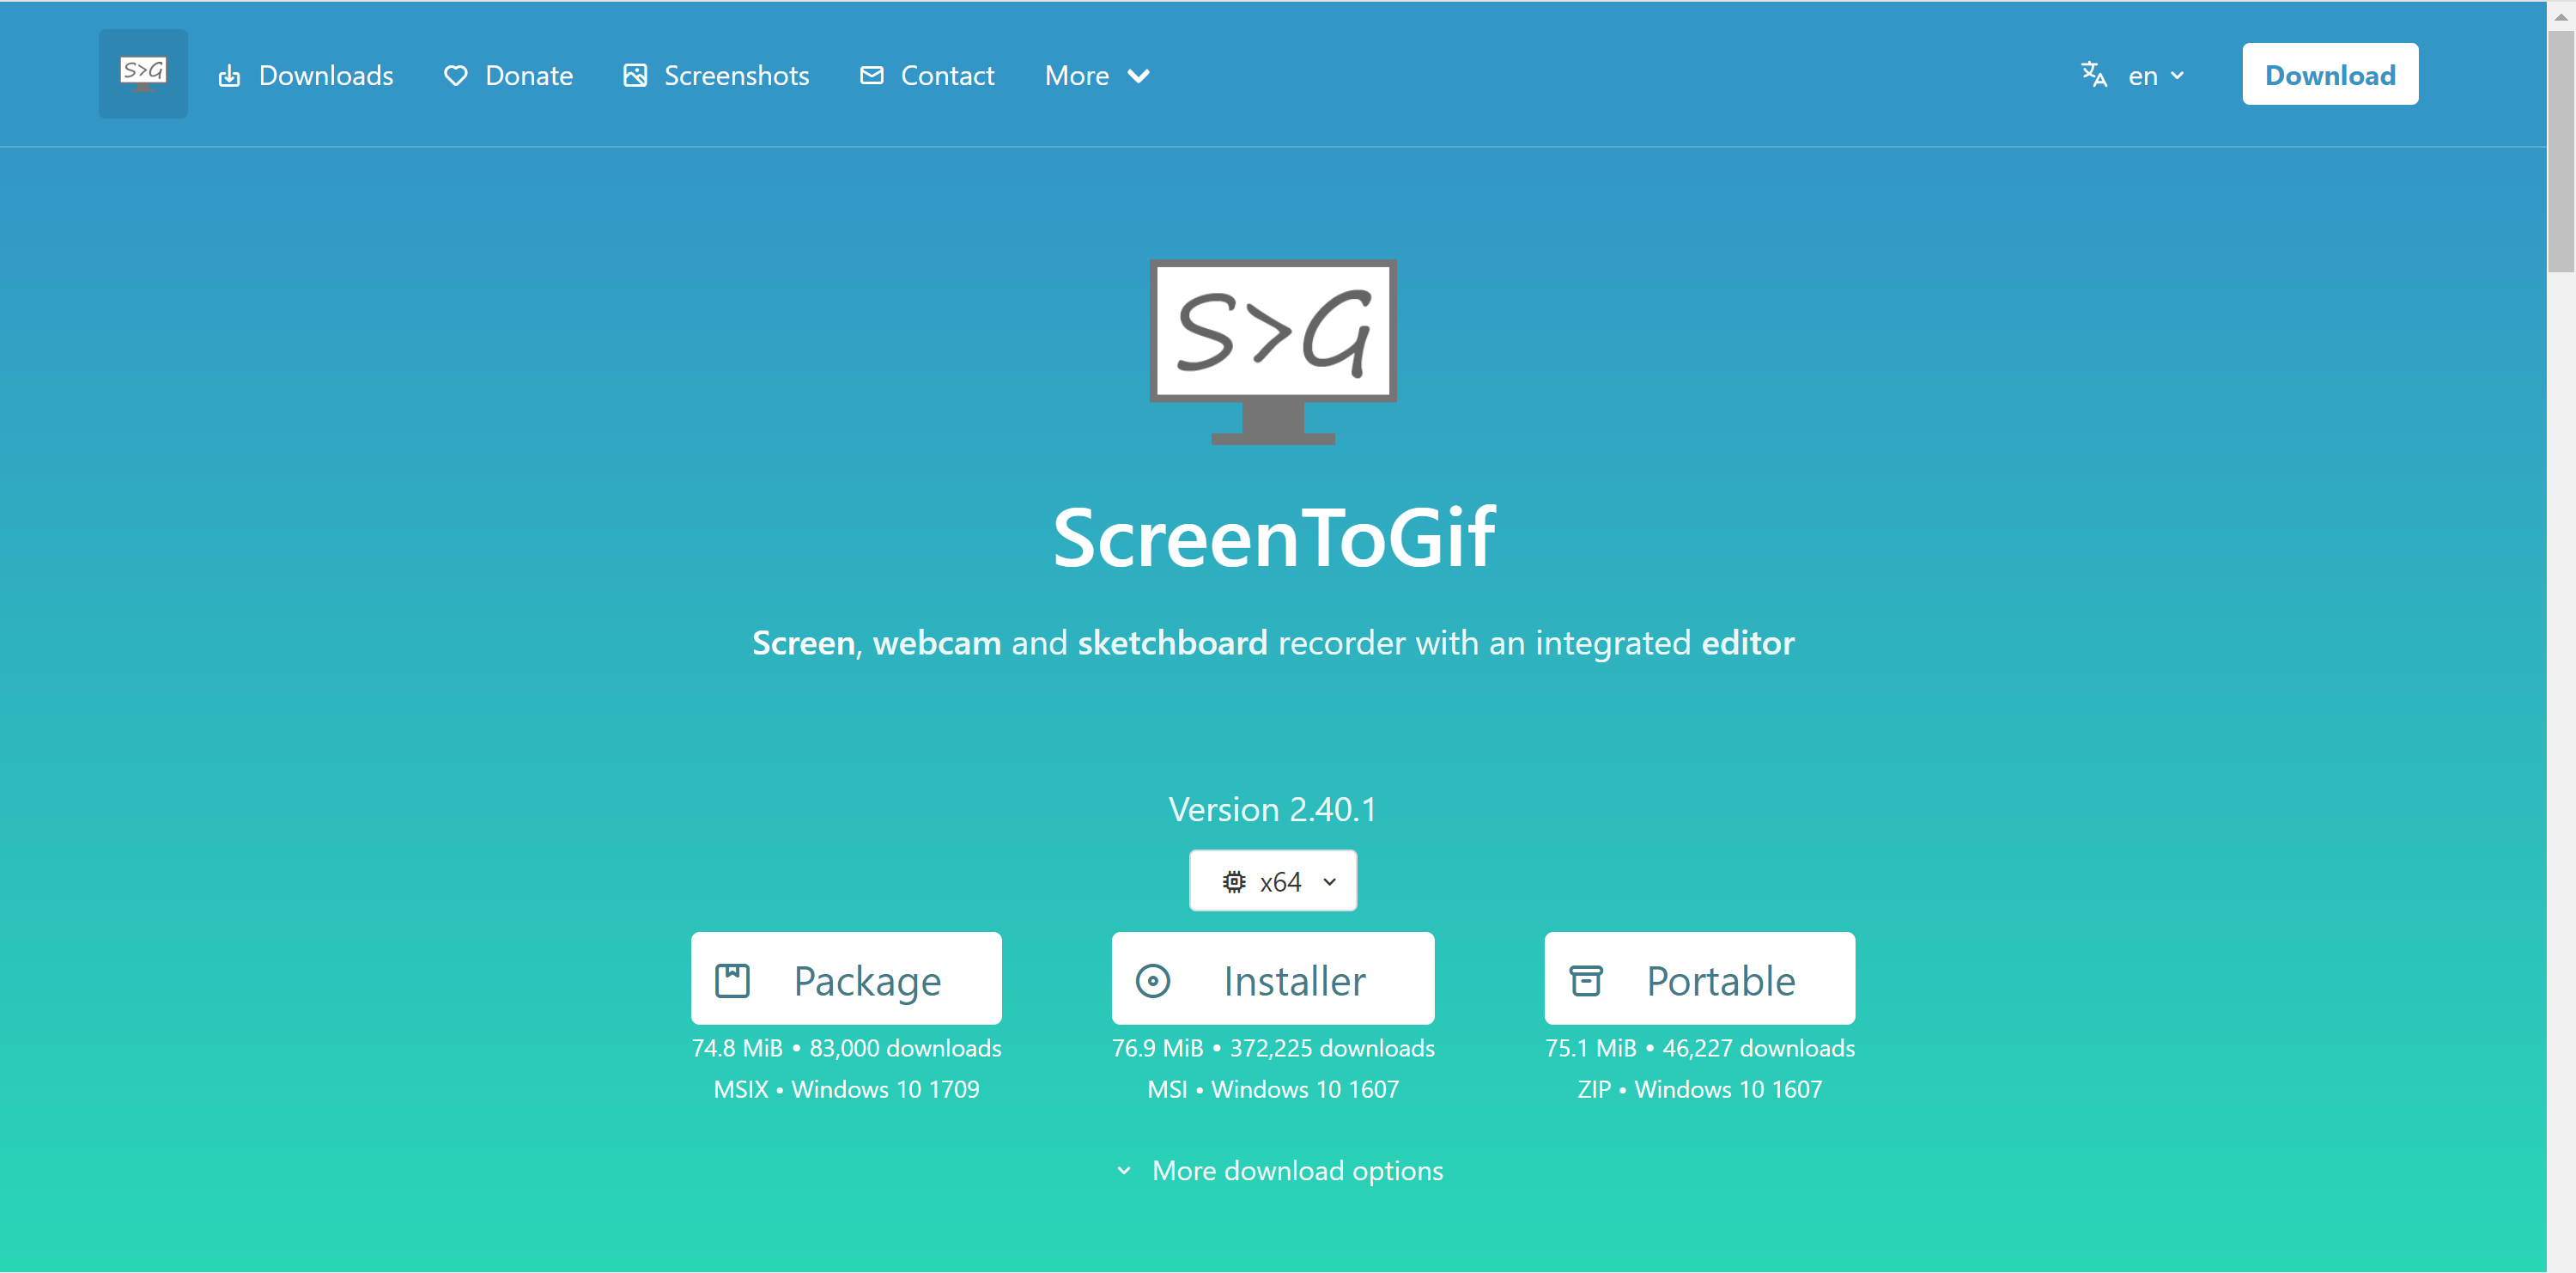 S>G Downloads Donate Screenshots Contact More en Download
S>G
ScreenToGif
Screen, webcam and sketchboard recorder with an integrated editor
Version 2.40.1
x64
Package Installer Portable
74.8 MiB • 83,000 downloads 76.9 MiB • 372,225 downloads 75.1 MiB • 46,227 downloads
MSIX • Windows 10 1709 MSI • Windows 10 1607 ZIP • Windows 10 1607
More download options